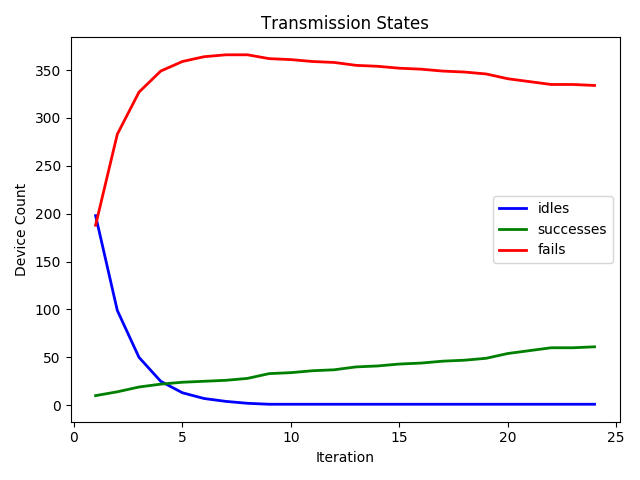 Transmission States
Device Count
350
300
250
200
150
100
50
0
idles
successes
fails
0 5 10 15 20 25
Iteration